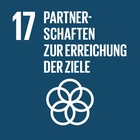 17 PARTNER-
SCHAFTEN
ZUR ERREICHUNG
DER ZIELE